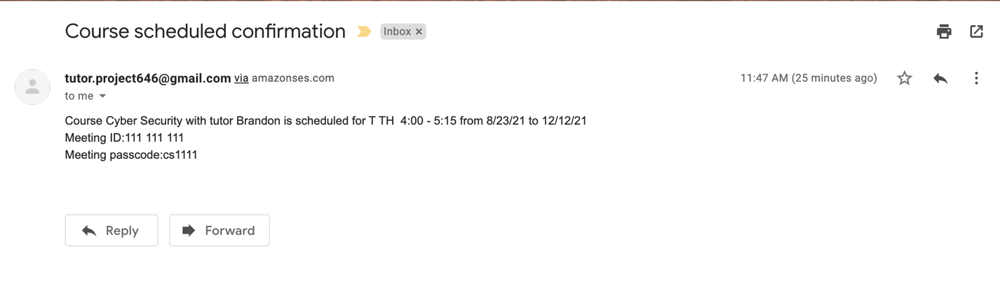 Course scheduled confirmation Inbox ×
tutor.project646@gmail.com via amazonses.com 11:47 AM (25 minutes ago)
to me
Course Cyber Security with tutor Brandon is scheduled for T TH  4:00 - 5:15 from 8/23/21 to 12/12/21
Meeting ID:111 111 111
Meeting passcode:cs1111
Reply Forward